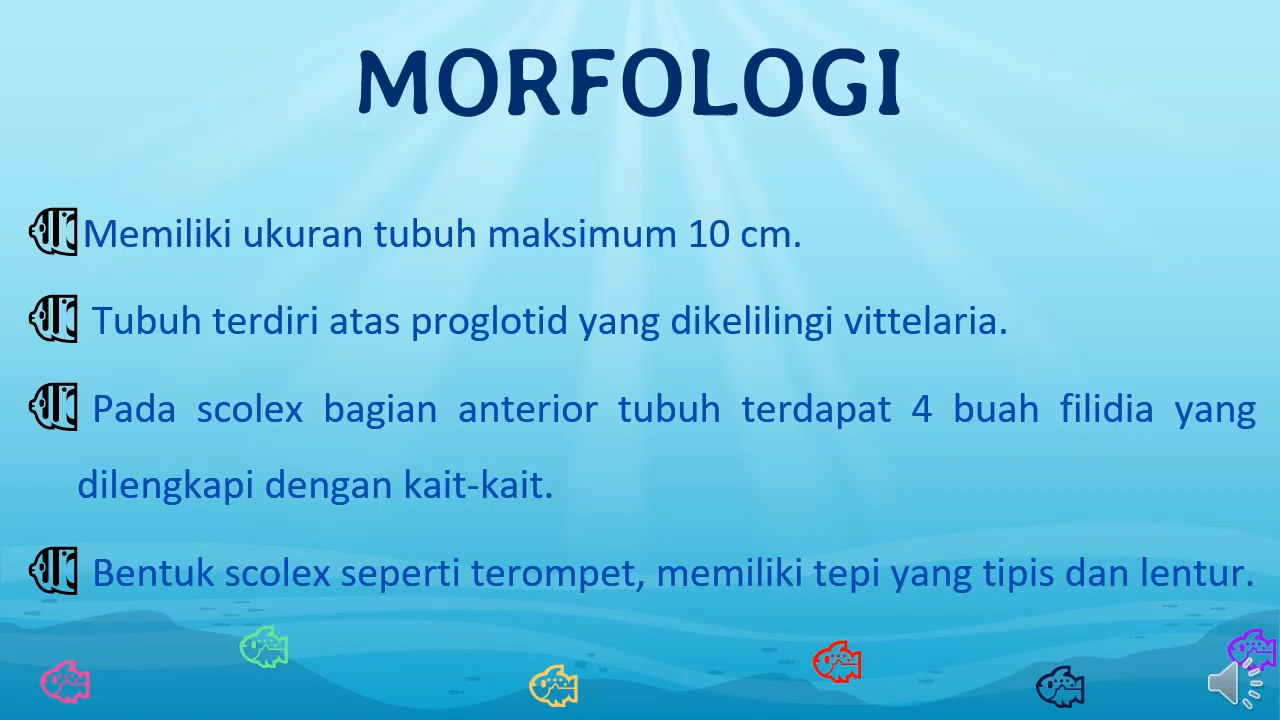 MORFOLOGI
Memiliki ukuran tubuh maksimum 10 cm.
Tubuh terdiri atas proglotid yang dikelilingi vittelaria.
Pada scolex bagian anterior tubuh terdapat 4 buah filidia yang
dilengkapi dengan kait-kait.
Bentuk scolex seperti terompet, memiliki tepi yang tipis dan lentur.